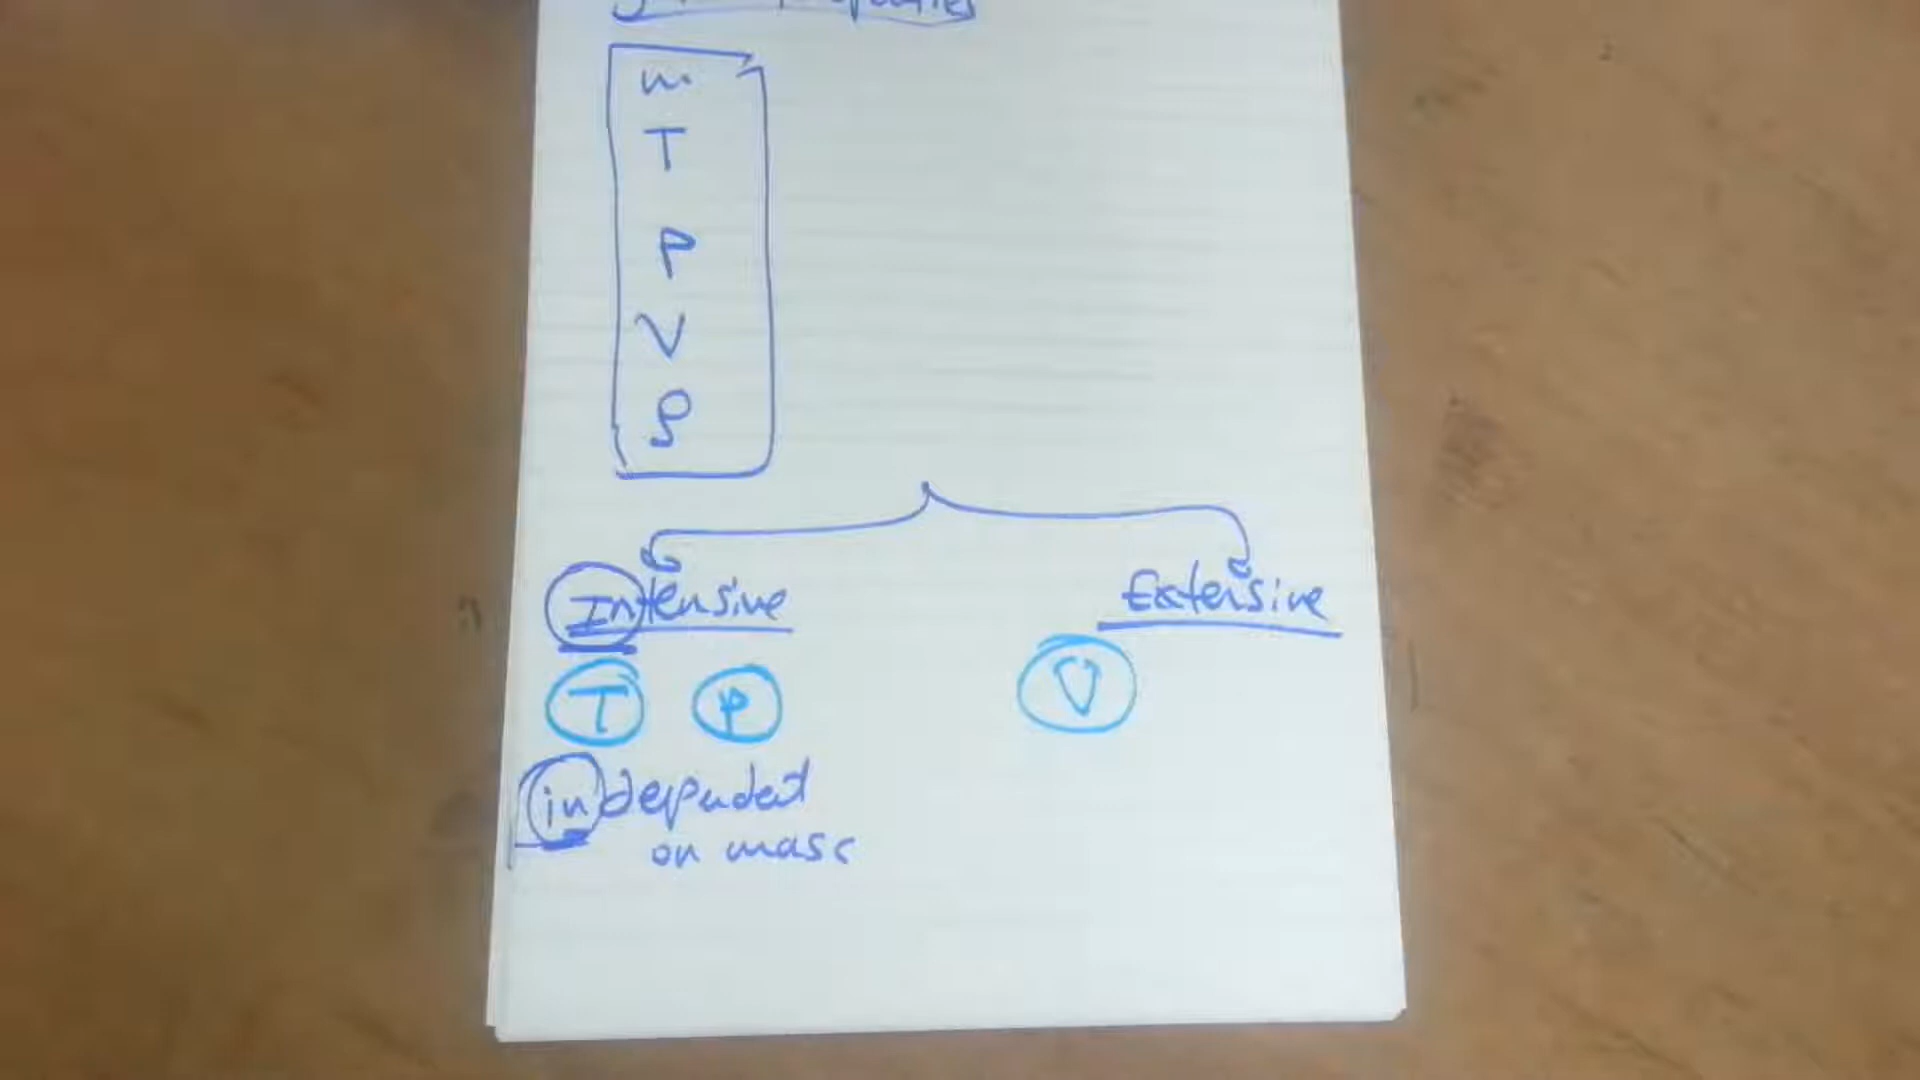 m
T
P
V
ρ
Intensive Extensive
T P V
independent
on mass